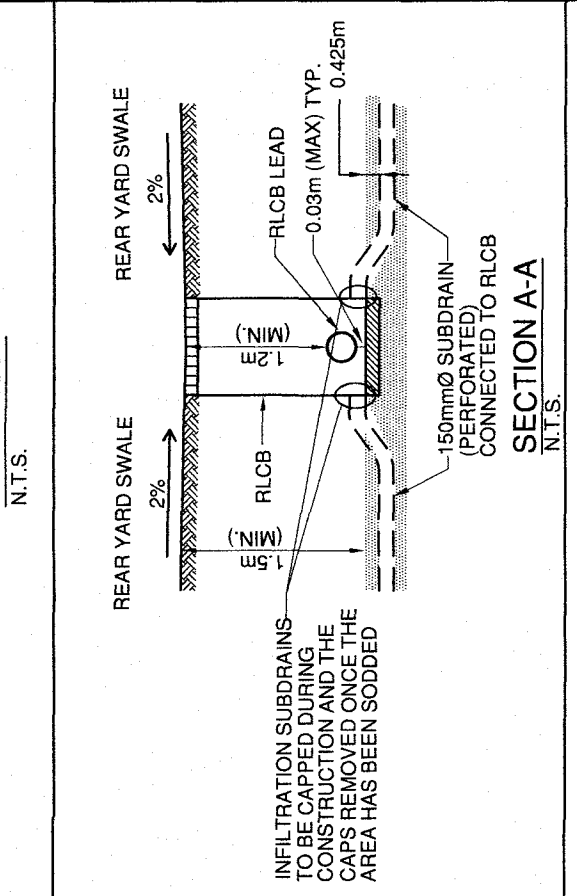 N.T.S.
REAR YARD SWALE
2%
REAR YARD SWALE
2%
1.5m
(MIN.)
1.2m
(MIN.)
RLCB
RLCB LEAD
0.03m (MAX) TYP.
0.425m
INFILTRATION SUBDRAINS
TO BE CAPPED DURING
CONSTRUCTION AND THE
CAPS REMOVED ONCE THE
AREA HAS BEEN SODDED
150mmØ SUBDRAIN
(PERFORATED)
CONNECTED TO RLCB
SECTION A-A
N.T.S.